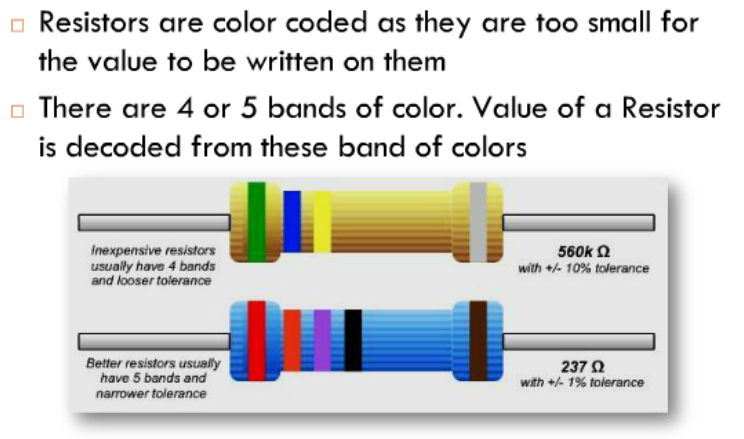 Resistors are color coded as they are too small for
the value to be written on them
There are 4 or 5 bands of color. Value of a Resistor
is decoded from these band of colors
Inexpensive resistors
usually have 4 bands
and looser tolerance
560k Ω
with +/- 10% tolerance
Better resistors usually
have 5 bands and
narrower tolerance
237 Ω
with +/- 1% tolerance